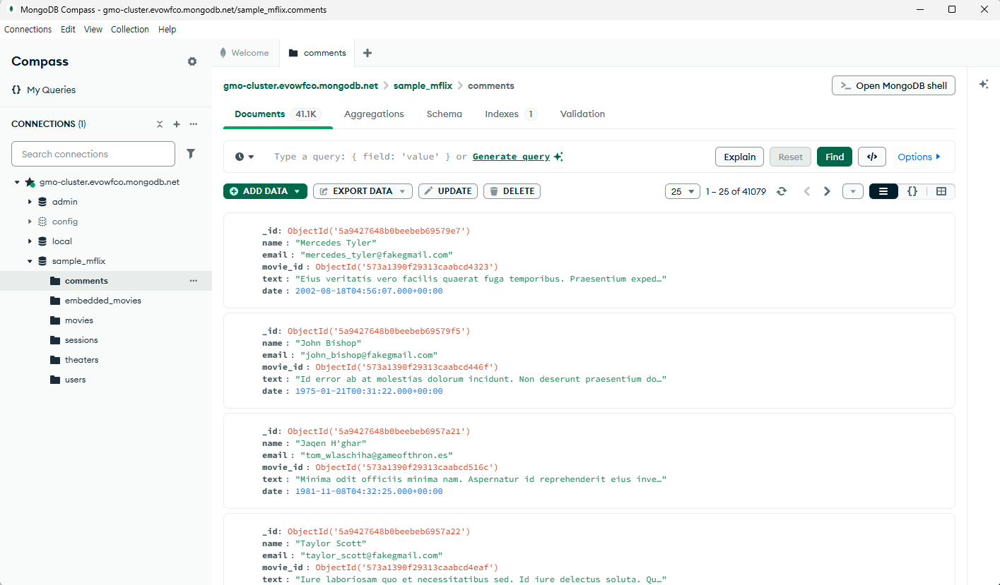 MongoDB Compass - gmo-cluster.evowfco.mongodb.net/sample_mflix.comments
Connections Edit View Collection Help
Compass
{} My Queries
CONNECTIONS (1)
Search connections
gmo-cluster.evowfco.mongodb.net
admin
config
local
sample_mflix
comments
embedded_movies
movies
sessions
theaters
users
Welcome comments
gmo-cluster.evowfco.mongodb.net > sample_mflix > comments
>_ Open MongoDB shell
Documents 41.1K Aggregations Schema Indexes 1 Validation
Type a query: { field: 'value' } or Generate query
Explain Reset Find </> Options
ADD DATA EXPORT DATA UPDATE DELETE
25 1 – 25 of 41079 {}
_id: ObjectId('5a9427648b0beebeb69579e7')
name : "Mercedes Tyler"
email : "mercedes_tyler@fakegmail.com"
movie_id : ObjectId('573a1390f29313caabcd4323')
text : "Eius veritatis vero facilis quaerat fuga temporibus. Praesentium exped…"
date : 2002-08-18T04:56:07.000+00:00
_id: ObjectId('5a9427648b0beebeb69579f5')
name : "John Bishop"
email : "john_bishop@fakegmail.com"
movie_id : ObjectId('573a1390f29313caabcd446f')
text : "Id error ab at molestias dolorum incidunt. Non deserunt praesentium do…"
date : 1975-01-21T00:31:22.000+00:00
_id: ObjectId('5a9427648b0beebeb6957a21')
name : "Jaqen H'ghar"
email : "tom_wlaschiha@gameofthron.es"
movie_id : ObjectId('573a1390f29313caabcd516c')
text : "Minima odit officiis minima nam. Aspernatur id reprehenderit eius inve…"
date : 1981-11-08T04:32:25.000+00:00
_id: ObjectId('5a9427648b0beebeb6957a22')
name : "Taylor Scott"
email : "taylor_scott@fakegmail.com"
movie_id : ObjectId('573a1390f29313caabcd4eaf')
text : "Iure laboriosam quo et necessitatibus sed. Id iure delectus soluta. Qu…"